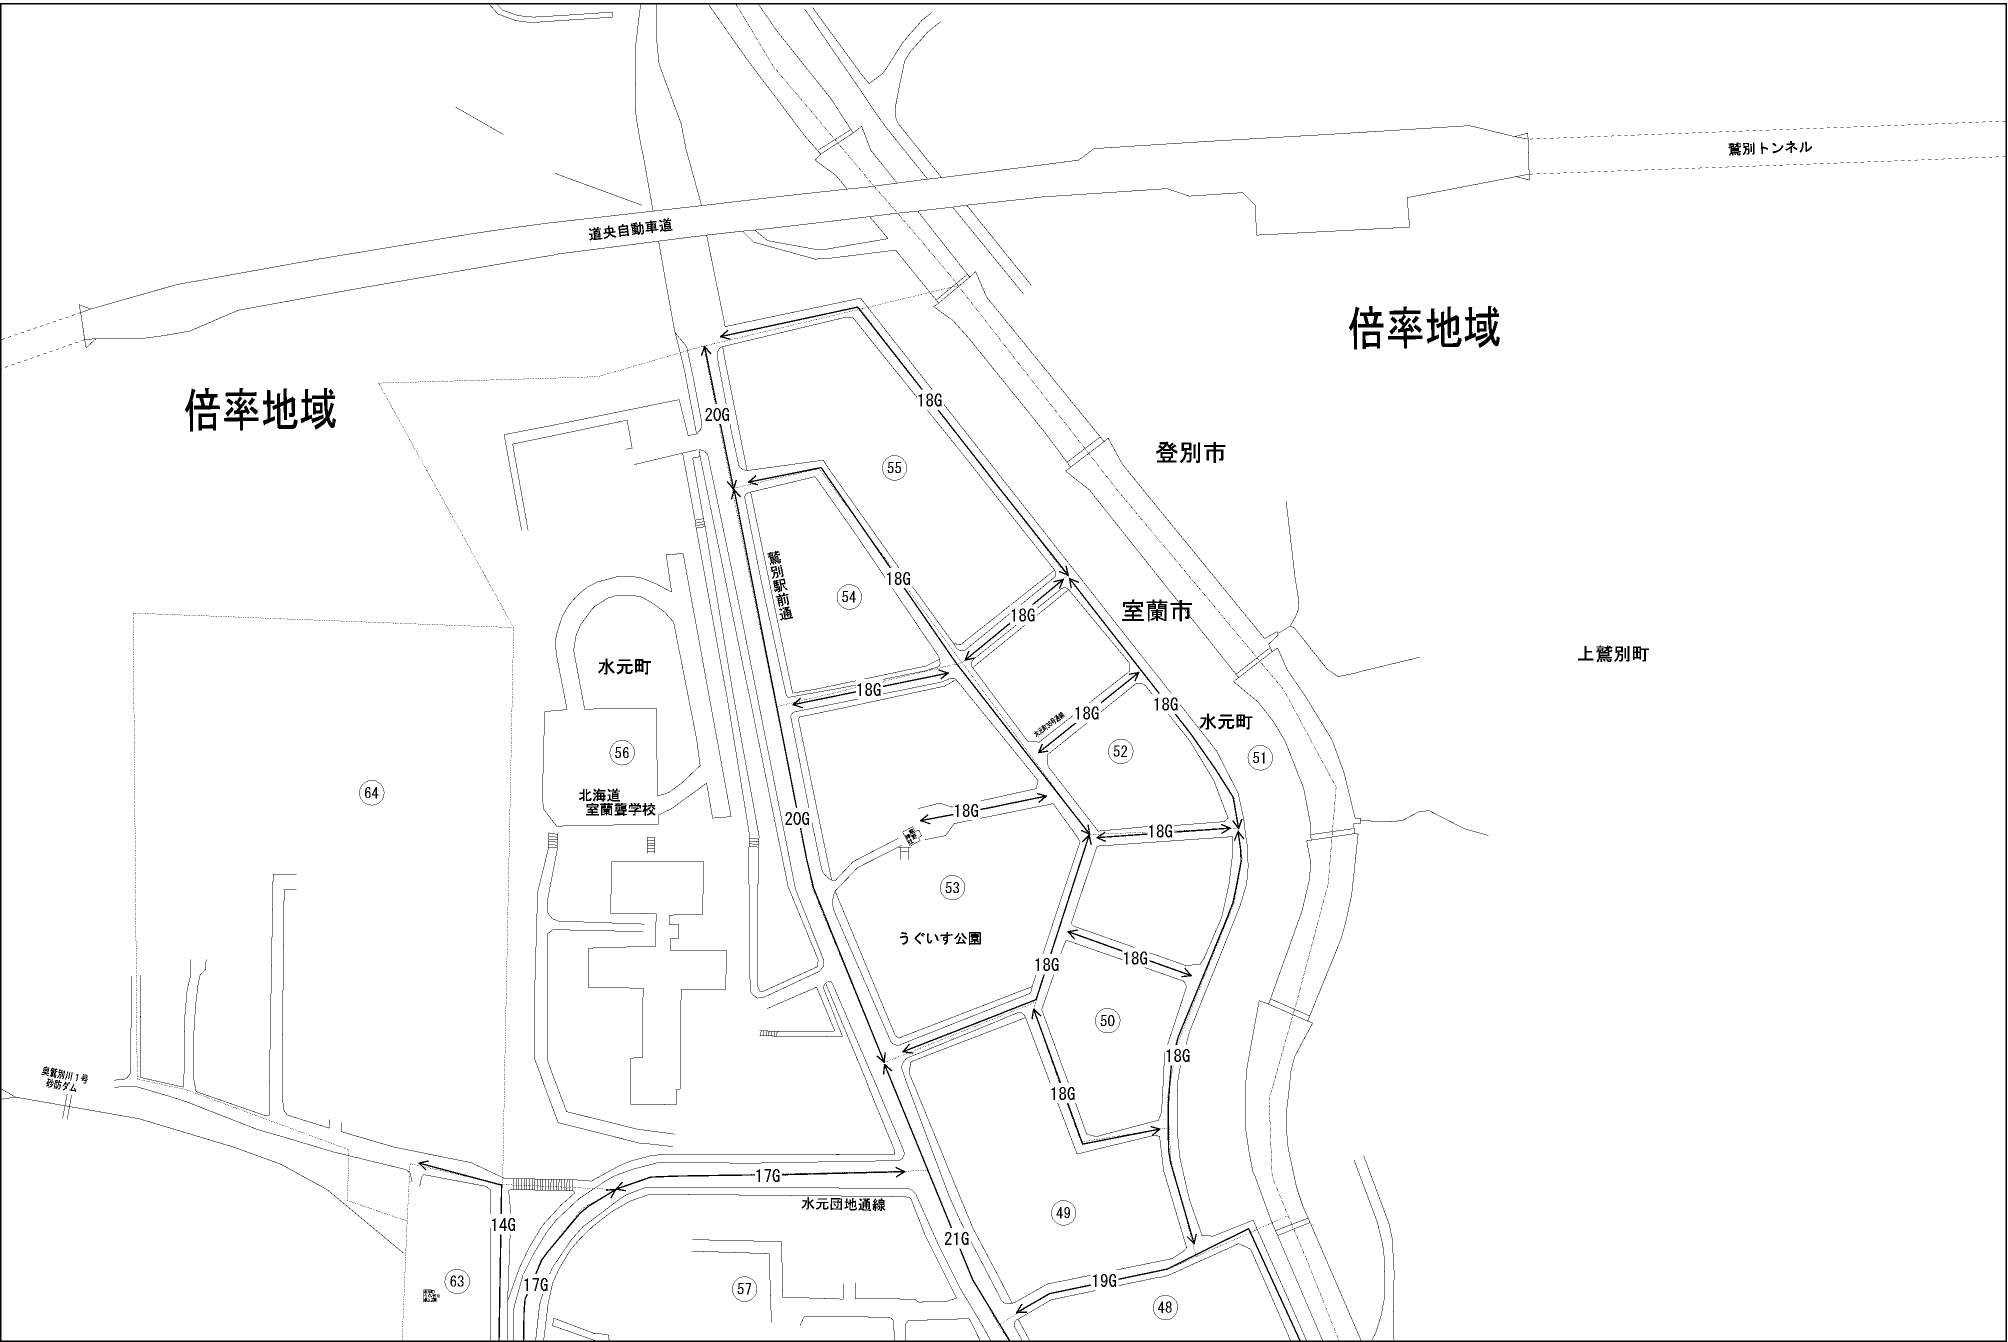 鷲別トンネル
道央自動車道
倍率地域
倍率地域
18G
20G
登別市
55
鷲別駅前通
18G
54
18G
室蘭市
水元町
上鷲別町
18G
18G
18G
水元町
56
52
51
64
北海道
室蘭聾学校
20G
18G
18G
53
うぐいす公園
18G
18G
50
18G
奥鷲別川1号
砂防ダム
18G
17G
水元団地通線
49
14G
21G
63
17G
57
19G
48